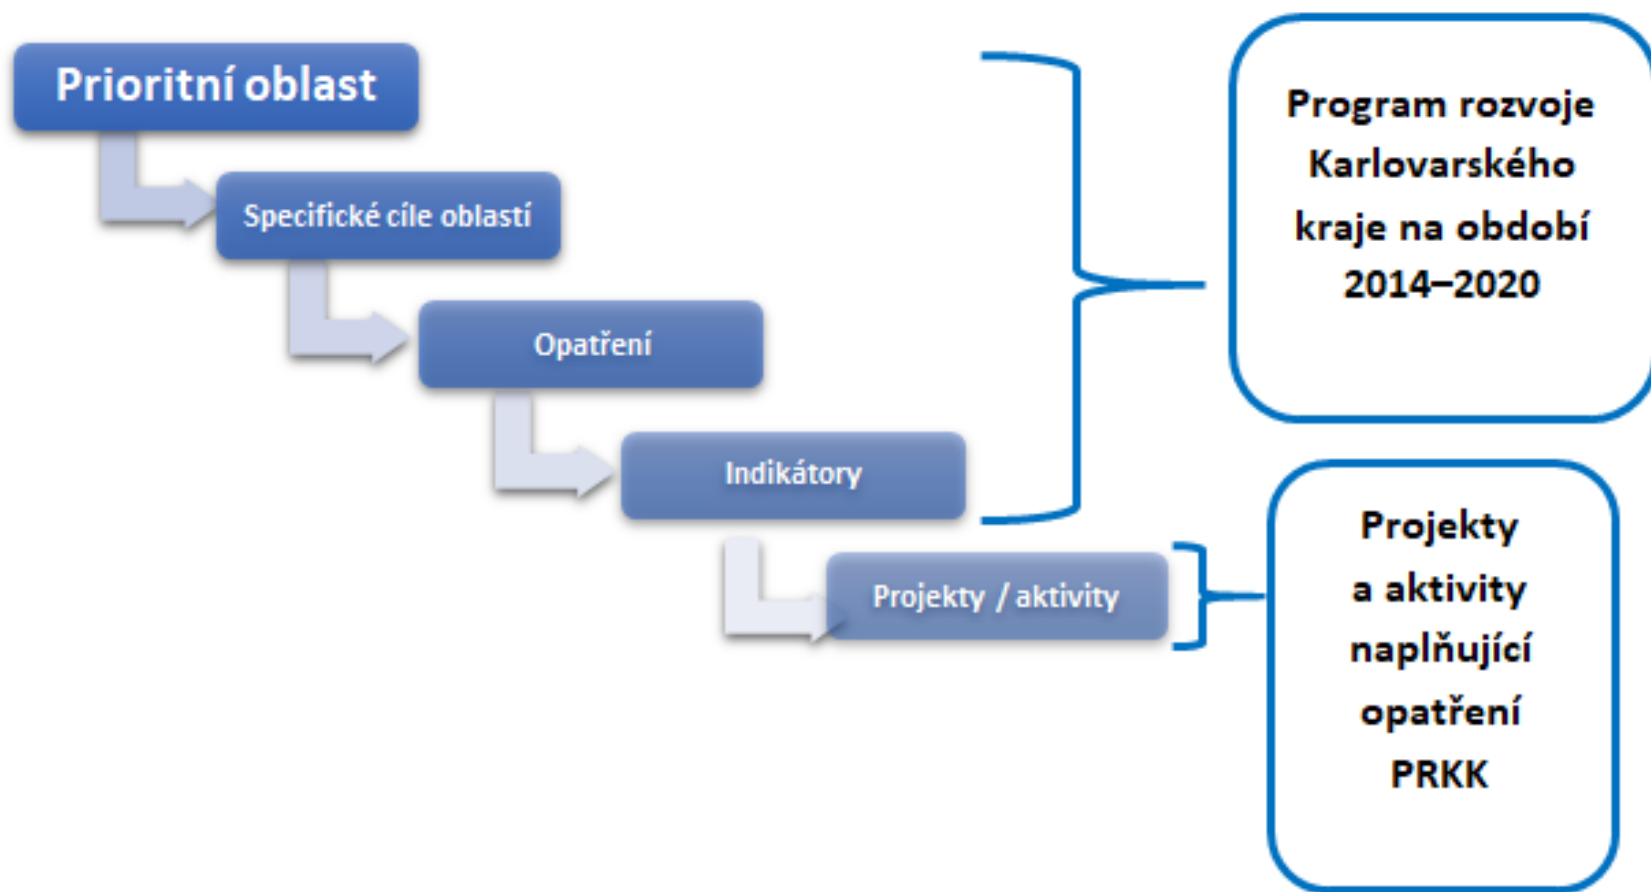 Prioritní oblast
Specifické cíle oblastí
Opatření
Indikátory
Projekty / aktivity
Program rozvoje
Karlovarského
kraje na období
2014–2020
Projekty
a aktivity
naplňující
opatření
PRKK